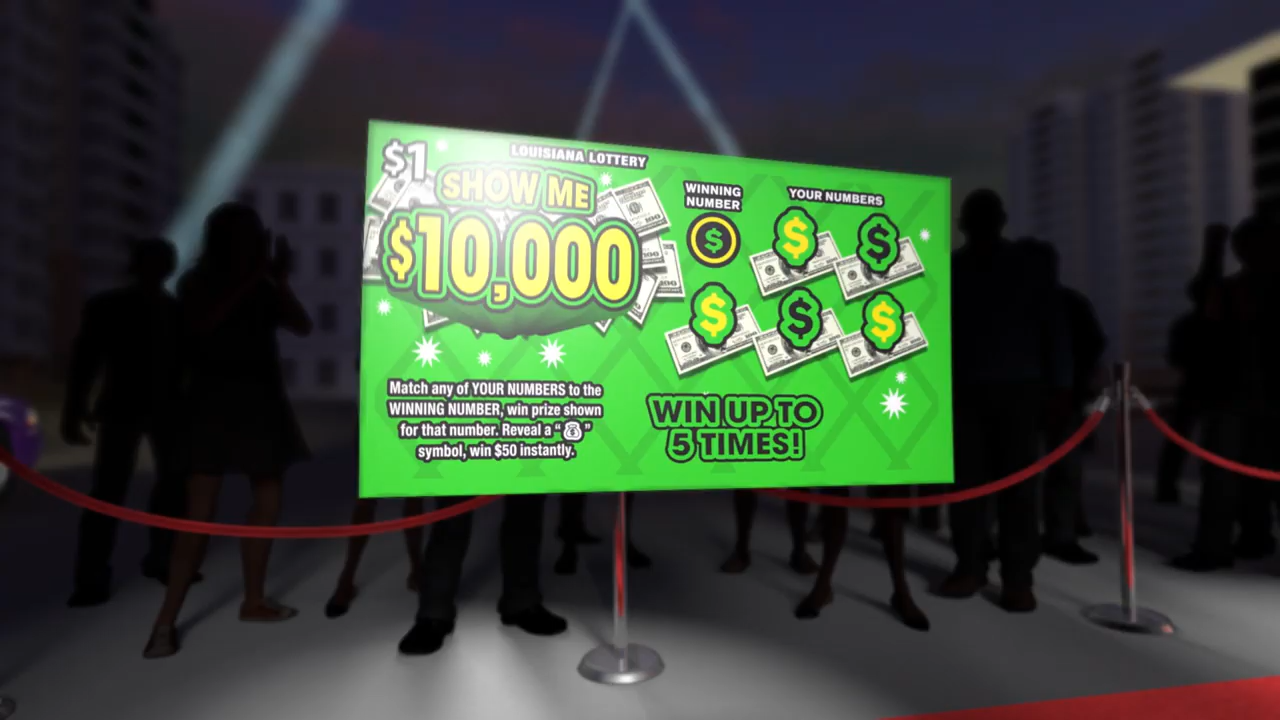 $1
LOUISIANA LOTTERY
SHOW ME
$10,000
Match any of YOUR NUMBERS to the
WINNING NUMBER, win prize shown
for that number. Reveal a " "
symbol, win $50 instantly.
WINNING
NUMBER
YOUR NUMBERS
$
$
$
$
$
$
WIN UP TO
5 TIMES!